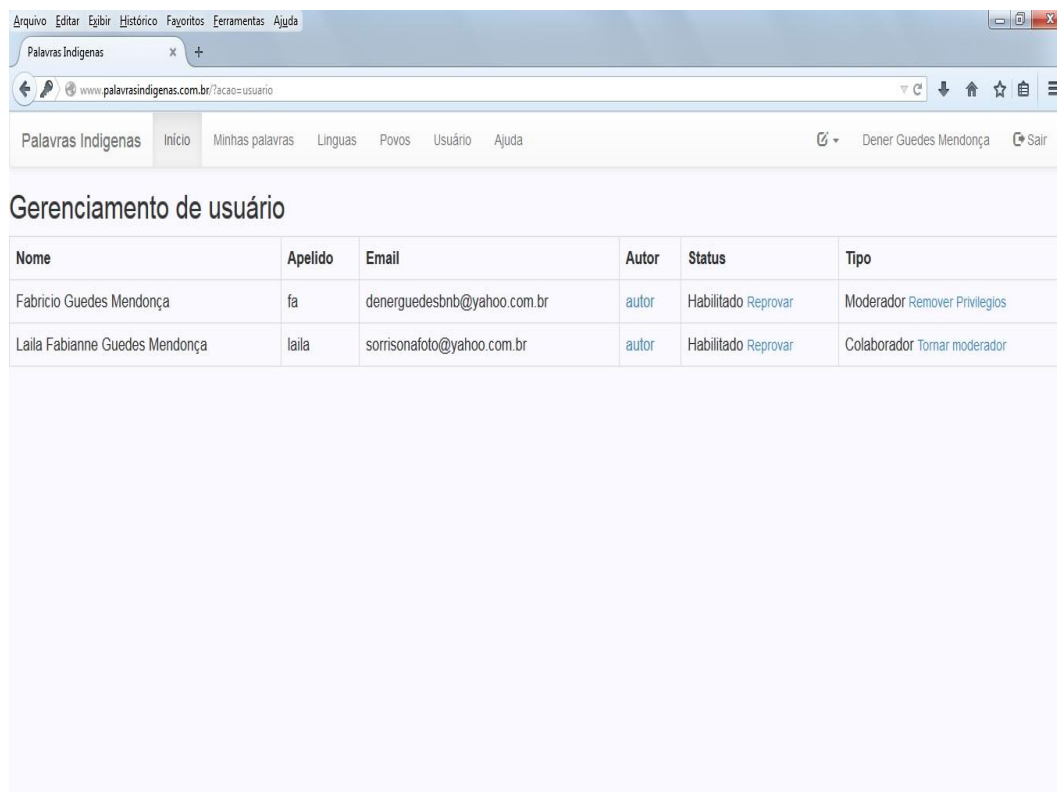 Arquivo Editar Exibir Histórico Favoritos Ferramentas Ajuda
Palavras Indigenas
www.palavrasindigenas.com.br/?acao=usuario
Palavras Indigenas Início Minhas palavras Linguas Povos Usuário Ajuda Dener Guedes Mendonça Sair
Gerenciamento de usuário
Nome Apelido Email Autor Status Tipo
Fabricio Guedes Mendonça fa denerguedesbnb@yahoo.com.br autor Habilitado Reprovar Moderador Remover Privilegios
Laila Fabianne Guedes Mendonça laila sorrisonafoto@yahoo.com.br autor Habilitado Reprovar Colaborador Tornar moderador